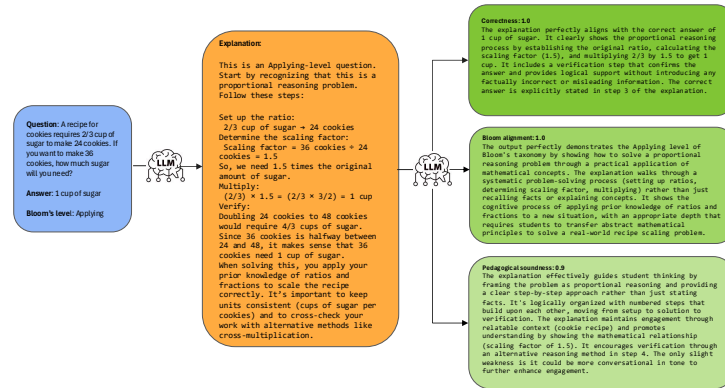 Question: A recipe for
cookies requires 2/3 cup of
sugar to make 24 cookies. If
you want to make 36
cookies, how much sugar
will you need?
Answer: 1 cup of sugar
Bloom's level: Applying
LLM
Explanation:
This is an Applying-level question.
Start by recognizing that this is a
proportional reasoning problem.
Follow these steps:
Set up the ratio:
2/3 cup of sugar → 24 cookies
Determine the scaling factor:
Scaling factor = 36 cookies ÷ 24
cookies = 1.5
So, we need 1.5 times the original
amount of sugar.
Multiply:
(2/3) × 1.5 = (2/3 × 3/2) = 1 cup
Verify:
Doubling 24 cookies to 48 cookies
would require 4/3 cups of sugar.
Since 36 cookies is halfway between
24 and 48, it makes sense that 36
cookies need 1 cup of sugar.
When solving this, you apply your
prior knowledge of ratios and
fractions to scale the recipe
correctly. It's important to keep
units consistent (cups of sugar per
cookies) and to cross-check your
work with alternative methods like
cross-multiplication.
LLM
Correctness: 1.0
The explanation perfectly aligns with the correct answer of
1 cup of sugar. It clearly shows the proportional reasoning
process by establishing the original ratio, calculating the
scaling factor (1.5), and multiplying 2/3 by 1.5 to get 1
cup. It includes a verification step that confirms the
answer and provides logical support without introducing any
factually incorrect or misleading information. The correct
answer is explicitly stated in step 3 of the explanation.
Bloom alignment: 1.0
The output perfectly demonstrates the Applying level of
Bloom's taxonomy by showing how to solve a proportional
reasoning problem through a practical application of
mathematical concepts. The explanation walks through a
systematic problem-solving process (setting up ratios,
determining scaling factor, multiplying) rather than just
recalling facts or explaining concepts. It shows the
cognitive process of applying prior knowledge of ratios and
fractions to a new situation, with an appropriate depth that
requires students to transfer abstract mathematical
principles to solve a real-world recipe scaling problem.
Pedagogical soundness: 0.9
The explanation effectively guides student thinking by
framing the problem as proportional reasoning and providing
a clear step-by-step approach rather than just stating
facts. It's logically organized with numbered steps that
build upon each other, moving from setup to solution to
verification. The explanation maintains engagement through
relatable context (cookie recipe) and promotes
understanding by showing the mathematical relationship
(scaling factor of 1.5). It encourages verification through
an alternative reasoning method in step 4. The only slight
weakness is it could be more conversational in tone to
further enhance engagement.